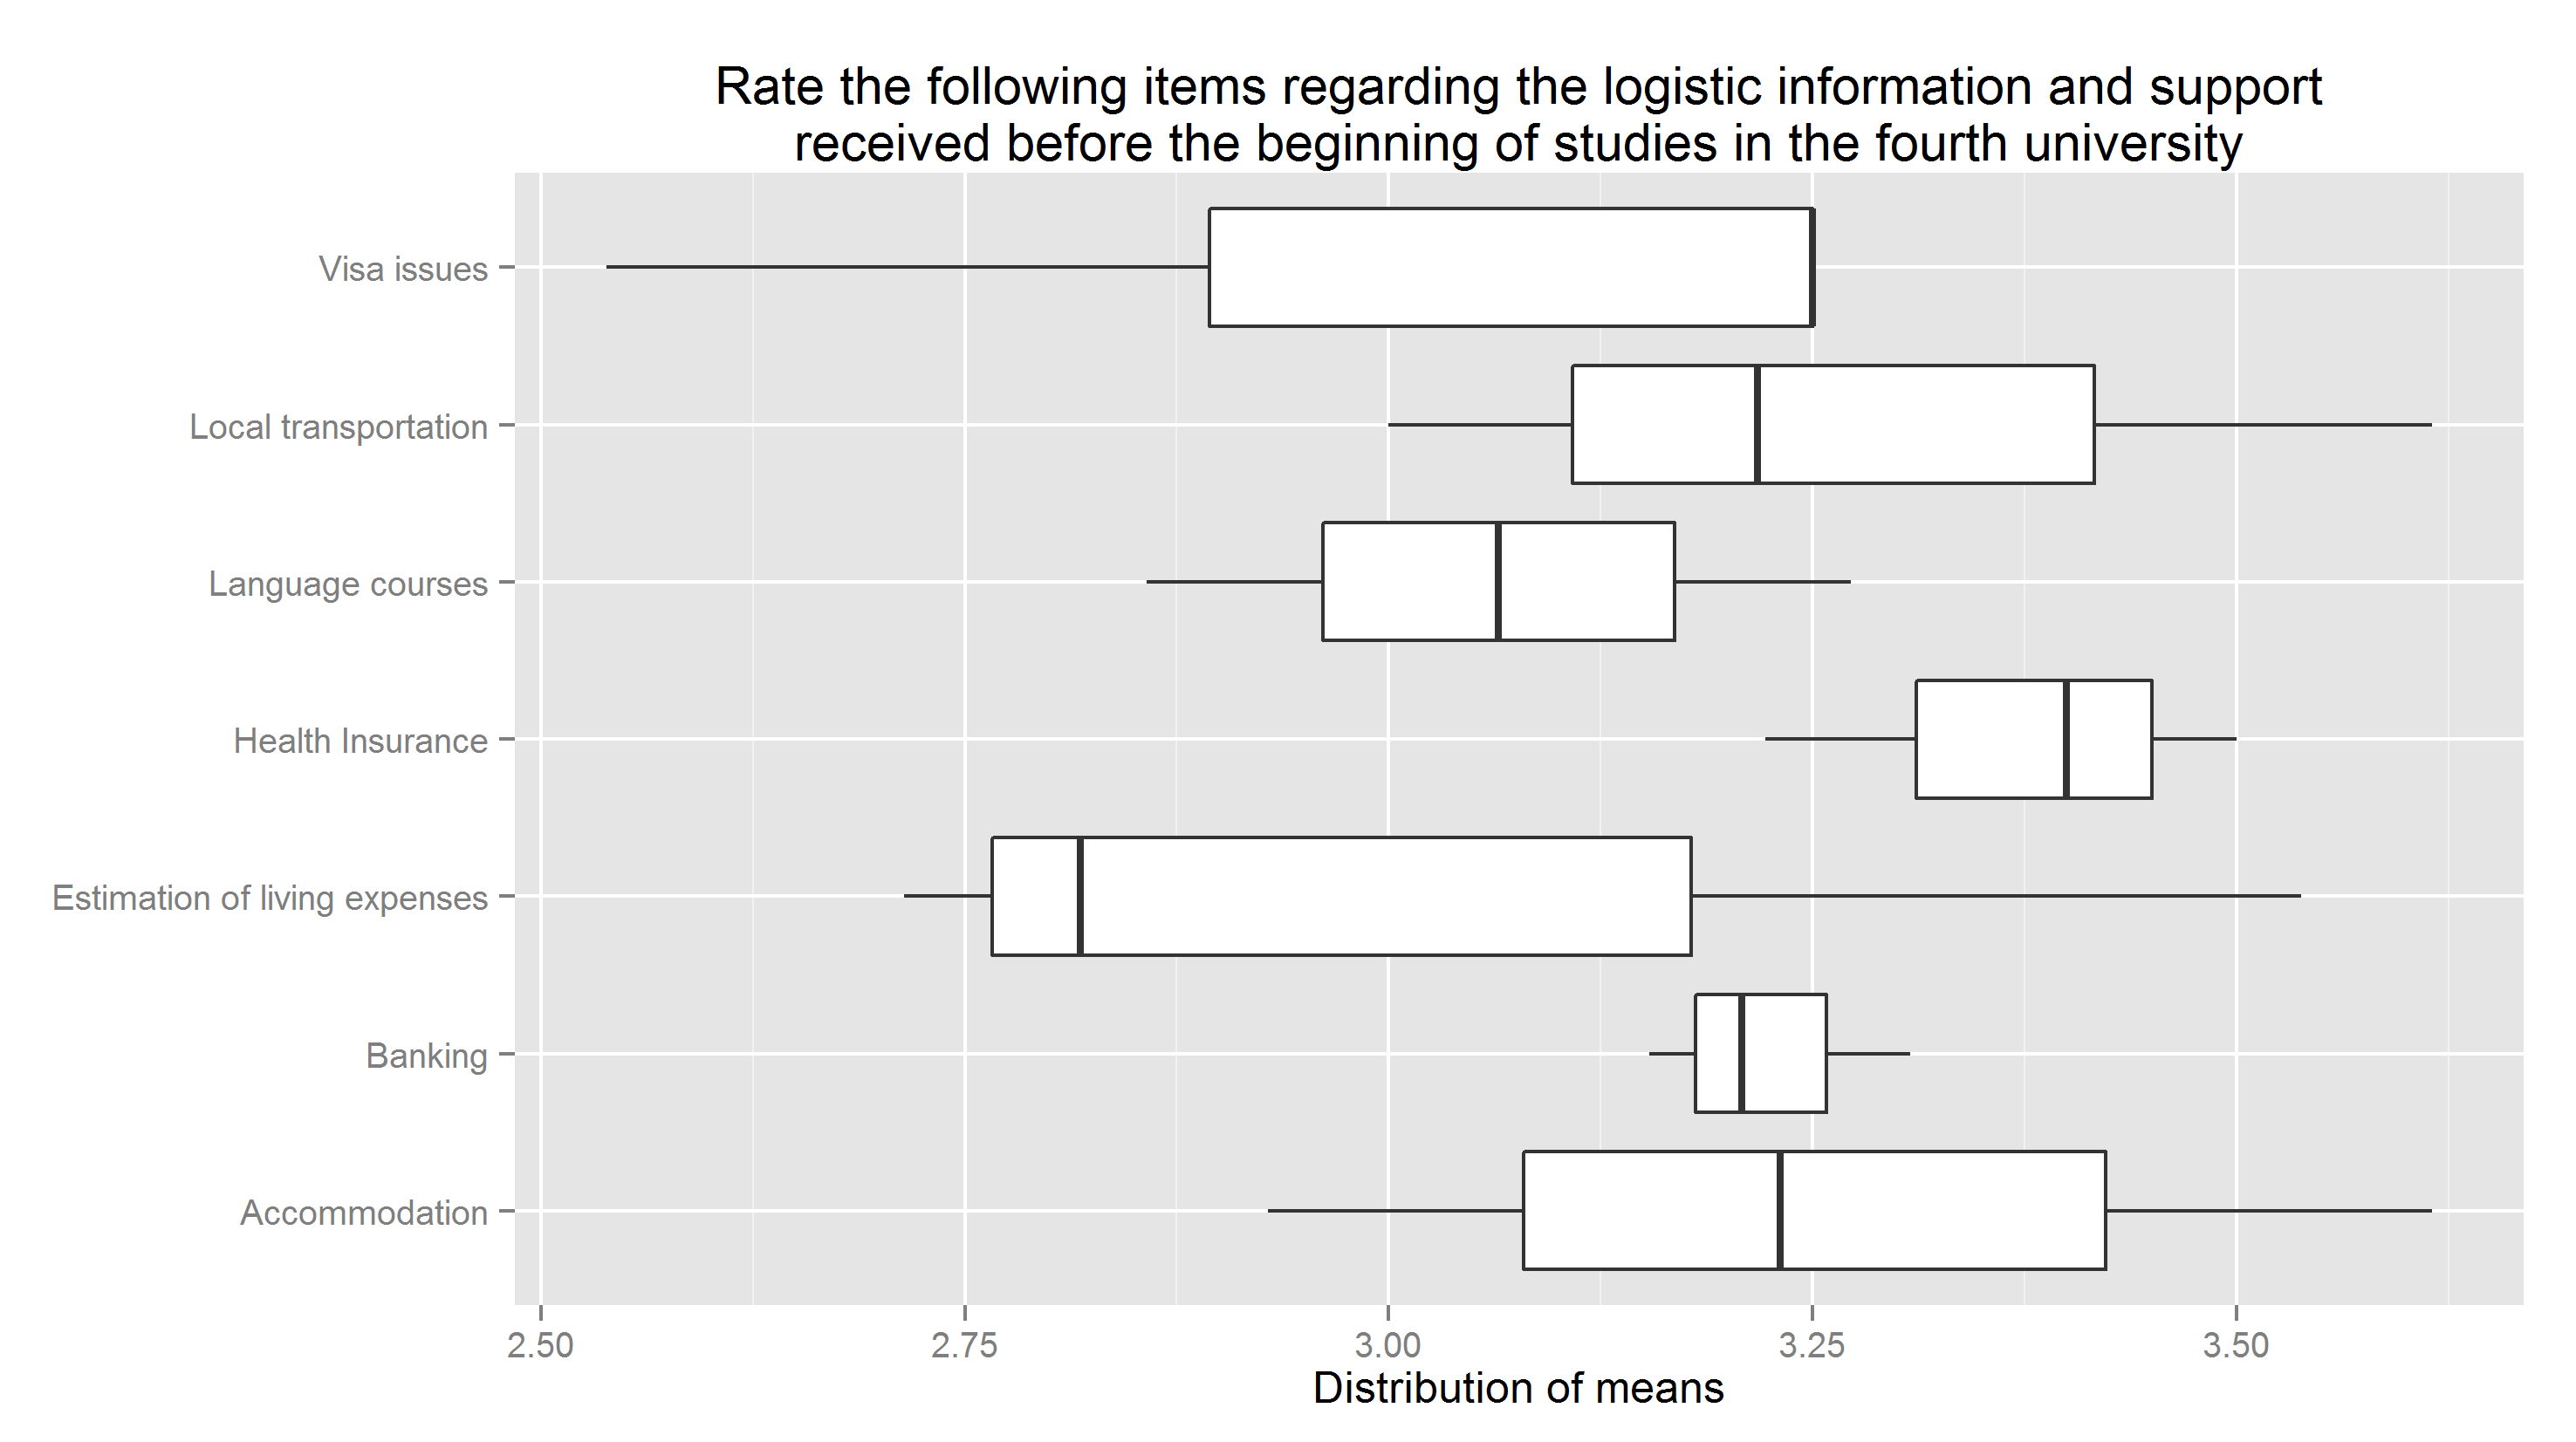 Rate the following items regarding the logistic information and support
received before the beginning of studies in the fourth university
Visa issues
Local transportation
Language courses
Health Insurance
Estimation of living expenses
Banking
Accommodation
2.50 2.75 3.00 3.25 3.50
Distribution of means